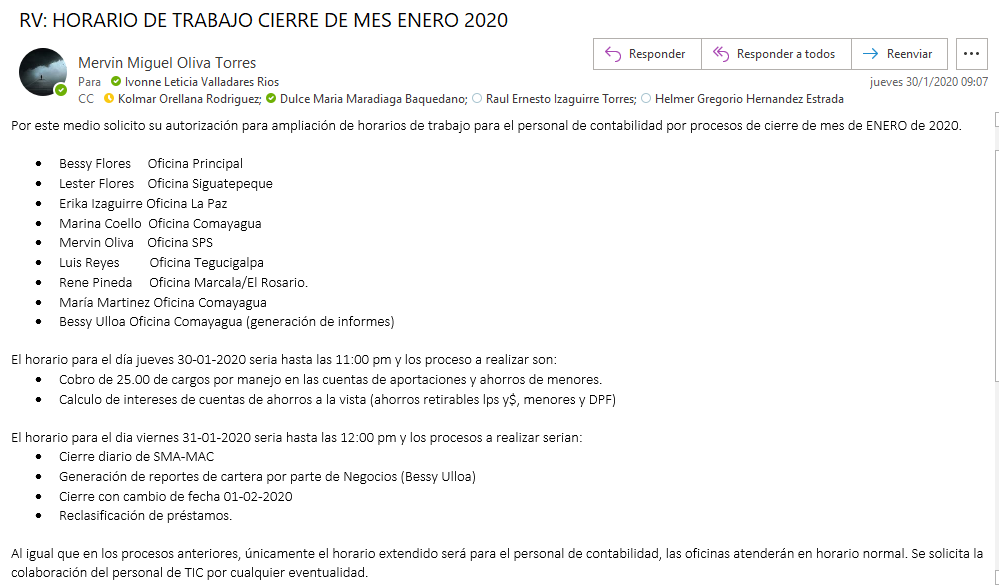 RV: HORARIO DE TRABAJO CIERRE DE MES ENERO 2020
Mervin Miguel Oliva Torres
Responder
Responder a todos
Reenviar
Para Ivonne Leticia Valladares Rios
jueves 30/1/2020 09:07
CC Kolmar Orellana Rodriguez; Dulce Maria Maradiaga Baquedano; Raul Ernesto Izaguirre Torres; Helmer Gregorio Hernandez Estrada
Por este medio solicito su autorización para ampliación de horarios de trabajo para el personal de contabilidad por procesos de cierre de mes de ENERO de 2020.
• Bessy Flores Oficina Principal
• Lester Flores Oficina Siguatepeque
• Erika Izaguirre Oficina La Paz
• Marina Coello Oficina Comayagua
• Mervin Oliva Oficina SPS
• Luis Reyes Oficina Tegucigalpa
• Rene Pineda Oficina Marcala/El Rosario.
• María Martinez Oficina Comayagua
• Bessy Ulloa Oficina Comayagua (generación de informes)
El horario para el día jueves 30-01-2020 seria hasta las 11:00 pm y los proceso a realizar son:
• Cobro de 25.00 de cargos por manejo en las cuentas de aportaciones y ahorros de menores.
• Calculo de intereses de cuentas de ahorros a la vista (ahorros retirables lps y$, menores y DPF)
El horario para el dia viernes 31-01-2020 seria hasta las 12:00 pm y los procesos a realizar serian:
• Cierre diario de SMA-MAC
• Generación de reportes de cartera por parte de Negocios (Bessy Ulloa)
• Cierre con cambio de fecha 01-02-2020
• Reclasificación de préstamos.
Al igual que en los procesos anteriores, únicamente el horario extendido será para el personal de contabilidad, las oficinas atenderán en horario normal. Se solicita la
colaboración del personal de TIC por cualquier eventualidad.